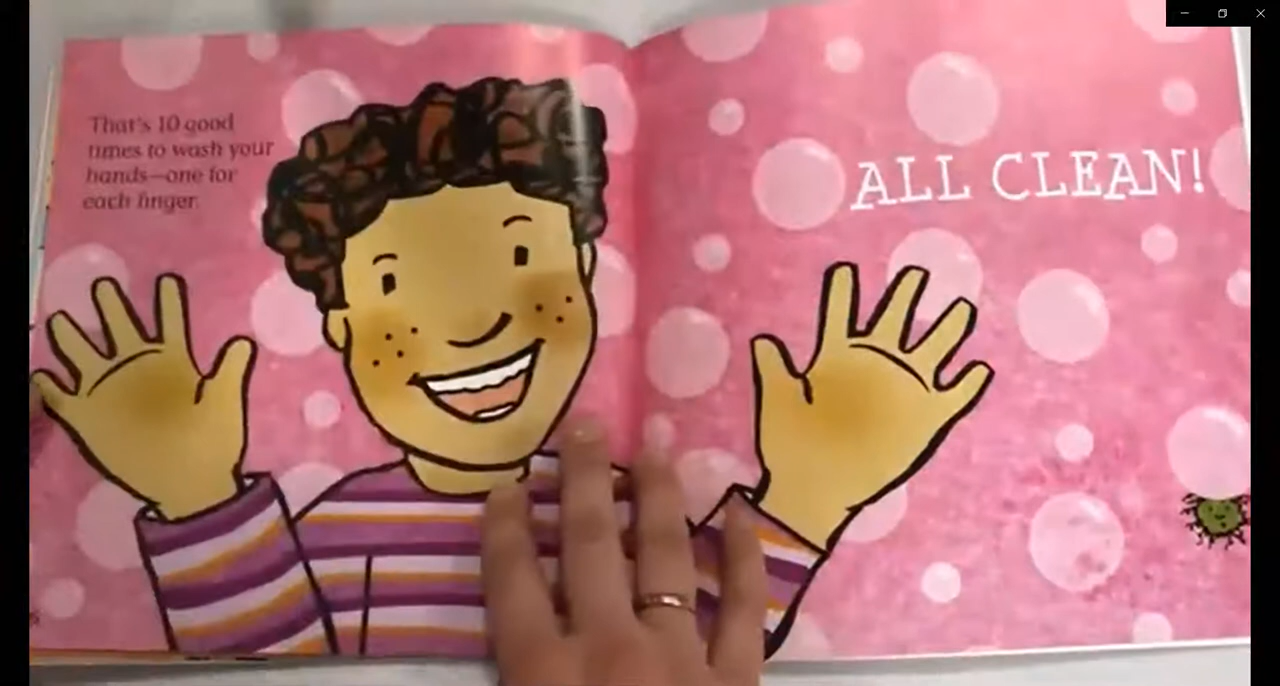 That's 10 good
times to wash your
hands—one for
each finger.
ALL CLEAN!